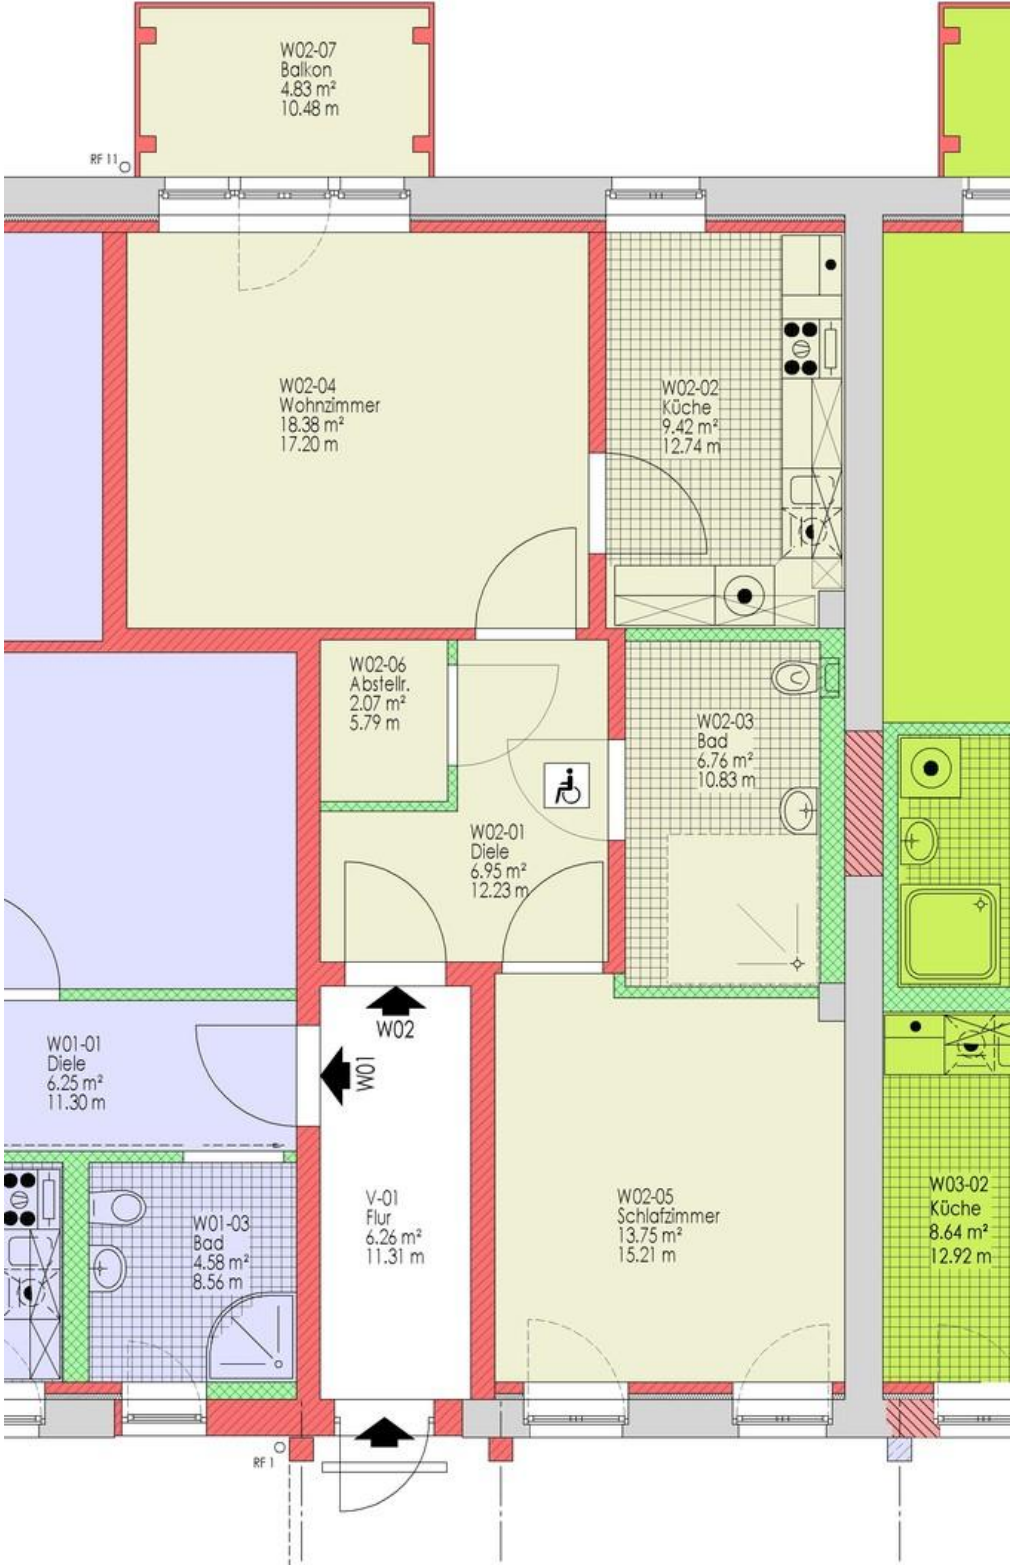 W02-07
Balkon
4.83 m²
10.48 m
RF 11
W02-04
Wohnzimmer
18.38 m²
17.20 m
W02-02
Küche
9.42 m²
12.74 m
W02-06
Abstellr.
2.07 m²
5.79 m
W02-03
Bad
6.76 m²
10.83 m
W02-01
Diele
6.95 m²
12.23 m
W02
W01
W01-01
Diele
6.25 m²
11.30 m
V-01
Flur
6.26 m²
11.31 m
W02-05
Schlafzimmer
13.75 m²
15.21 m
W03-02
Küche
8.64 m²
12.92 m
W01-03
Bad
4.58 m²
8.56 m
RF 1